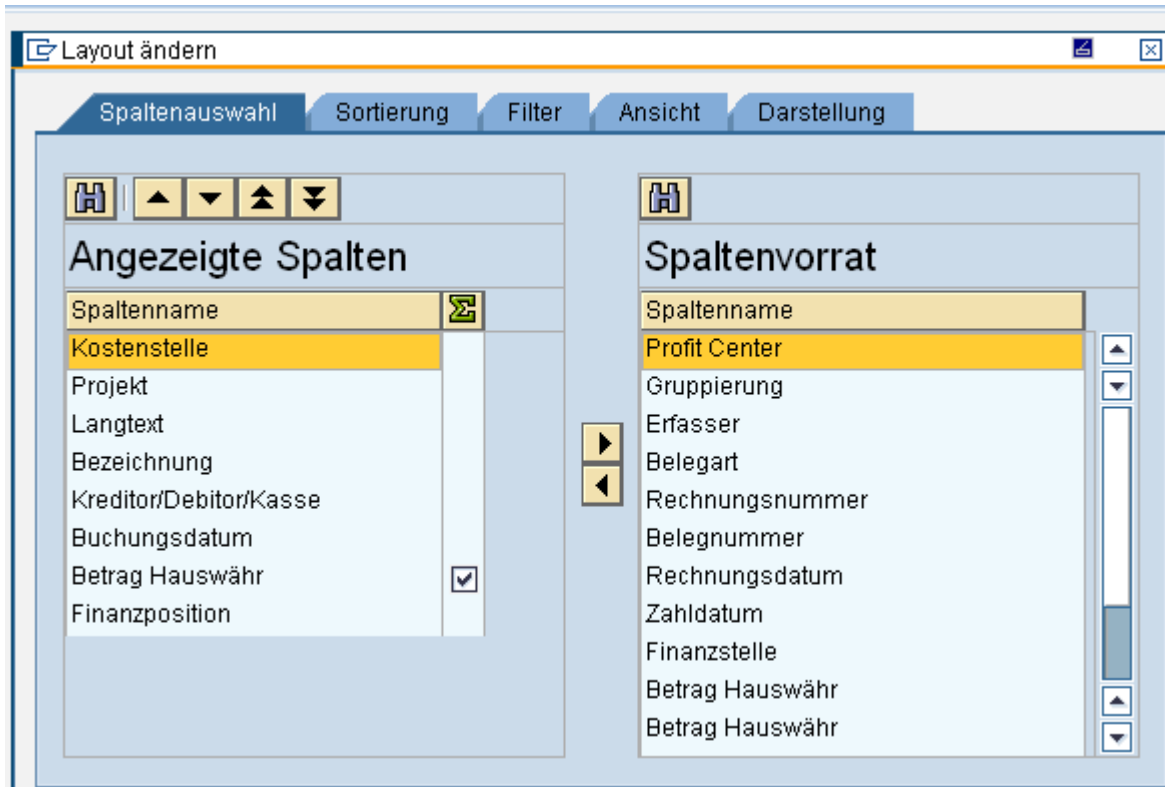 Layout ändern
Spaltenauswahl Sortierung Filter Ansicht Darstellung
Angezeigte Spalten
Spaltenname Σ
Kostenstelle
Projekt
Langtext
Bezeichnung
Kreditor/Debitor/Kasse
Buchungsdatum
Betrag Hauswähr
Finanzposition
Spaltenvorrat
Spaltenname
Profit Center
Gruppierung
Erfasser
Belegart
Rechnungsnummer
Belegnummer
Rechnungsdatum
Zahldatum
Finanzstelle
Betrag Hauswähr
Betrag Hauswähr